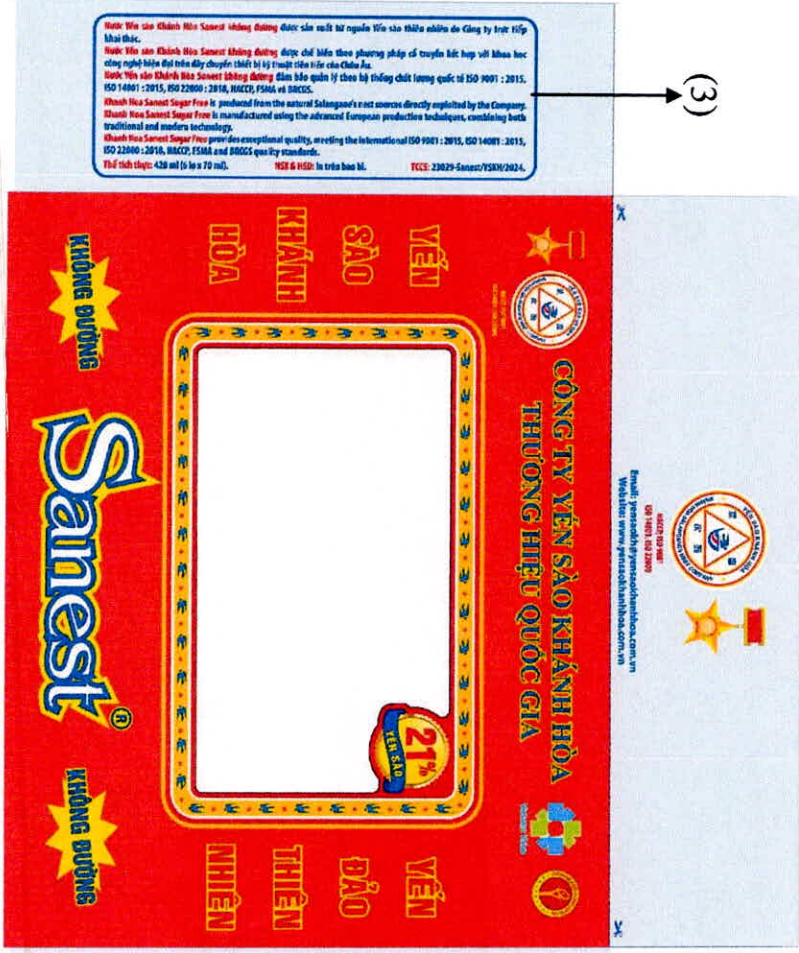 Nước Yến sào Khánh Hòa Sanest không đường được sản xuất từ nguồn Yến sào thiên nhiên do Công ty trực tiếp
khai thác.
Nước Yến sào Khánh Hòa Sanest không đường được chế biến theo phương pháp cổ truyền kết hợp với khoa học
công nghệ hiện đại trên dây chuyền thiết bị kỹ thuật tiên tiến của Châu Âu.
Nước Yến sào Khánh Hòa Sanest không đường đảm bảo quản lý theo hệ thống chất lượng quốc tế ISO 9001 : 2015,
ISO 14001 : 2015, ISO 22000 : 2018, HACCP, FSMA và BRCGS.
Khanh Hoa Sanest Sugar Free is produced from the natural Salangane's nest sources directly exploited by the Company.
Khanh Hoa Sanest Sugar Free is manufactured using the advanced European production techniques, combining both
traditional and modern technology.
Khanh Hoa Sanest Sugar Free provides exceptional quality, meeting the international ISO 9001 : 2015, ISO 14001 : 2015,
ISO 22000 : 2018, HACCP, FSMA and BRCGS quality standards.
Thể tích thực: 420 ml (6 lọ x 70 ml). NSX & HSD: In trên bao bì. TCCS: 23029-Sanest/YSKH/2024.
(3)
HACCP, ISO 9001
ISO 14001, ISO 22000
Email: yensaokh@yensaokhanhhoa.com.vn
Website: www.yensaokhanhhoa.com.vn
CÔNG TY YẾN SÀO KHÁNH HÒA
THƯƠNG HIỆU QUỐC GIA
YẾN
SÀO
KHÁNH
HÒA
YẾN
ĐẢO
THIÊN
NHIÊN
21%
YẾN SÀO
KHÔNG ĐƯỜNG
Sanest®
KHÔNG ĐƯỜNG